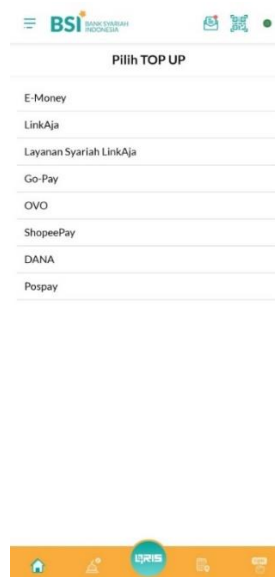 BSI BANK SYARIAH
INDONESIA
Pilih TOP UP
E-Money
LinkAja
Layanan Syariah LinkAja
Go-Pay
OVO
ShopeePay
DANA
Pospay
QRIS